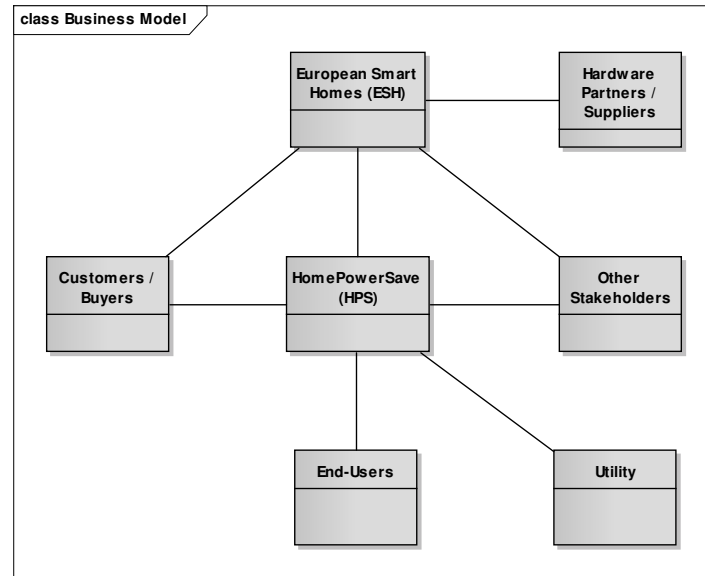 class Business Model
European Smart
Homes (ESH)
Hardware
Partners /
Suppliers
Customers /
Buyers
HomePowerSave
(HPS)
Other
Stakeholders
End-Users
Utility